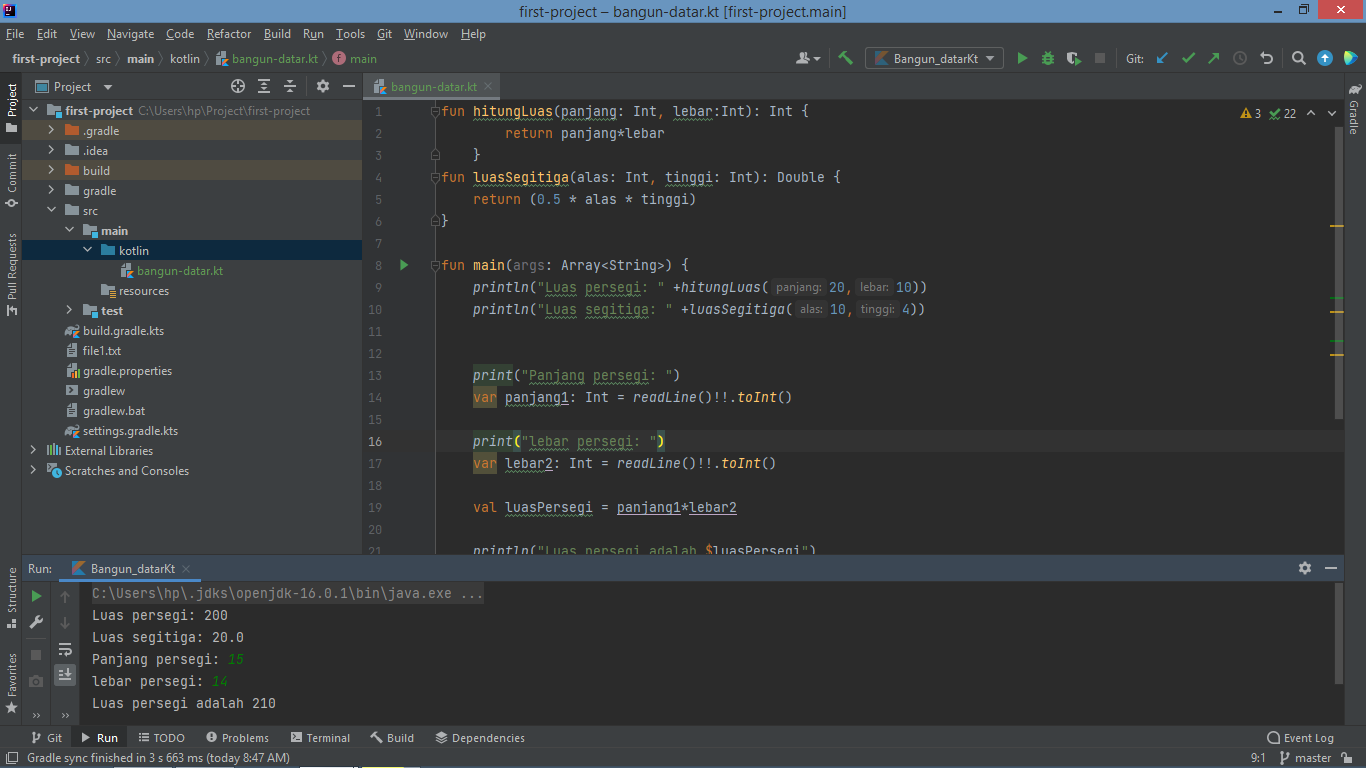 first-project – bangun-datar.kt [first-project.main]
File Edit View Navigate Code Refactor Build Run Tools Git Window Help
first-project src main kotlin bangun-datar.kt main Bangun_datarKt Git:
Project bangun-datar.kt
first-project C:\Users\hp\Project\first-project
.gradle
.idea
build
gradle
src
main
kotlin
bangun-datar.kt
resources
test
build.gradle.kts
file1.txt
gradle.properties
gradlew
gradlew.bat
settings.gradle.kts
External Libraries
Scratches and Consoles
Project
Commit
Pull Requests
Structure
Favorites
Gradle
3 22
1 fun hitungLuas(panjang: Int, lebar:Int): Int {
2 return panjang*lebar
3 }
4 fun luasSegitiga(alas: Int, tinggi: Int): Double {
5 return (0.5 * alas * tinggi)
6 }
7
8 fun main(args: Array<String>) {
9 println("Luas persegi: " +hitungLuas( panjang: 20, lebar: 10))
10 println("Luas segitiga: " +luasSegitiga( alas: 10, tinggi: 4))
11
12
13 print("Panjang persegi: ")
14 var panjang1: Int = readLine()!!.toInt()
15
16 print("lebar persegi: ")
17 var lebar2: Int = readLine()!!.toInt()
18
19 val luasPersegi = panjang1*lebar2
20
21 println("Luas persegi adalah $luasPersegi")
Run: Bangun_datarKt
C:\Users\hp\.jdks\openjdk-16.0.1\bin\java.exe ...
Luas persegi: 200
Luas segitiga: 20.0
Panjang persegi: 15
lebar persegi: 14
Luas persegi adalah 210
Git Run TODO Problems Terminal Build Dependencies Event Log
Gradle sync finished in 3 s 663 ms (today 8:47 AM) 9:1 master